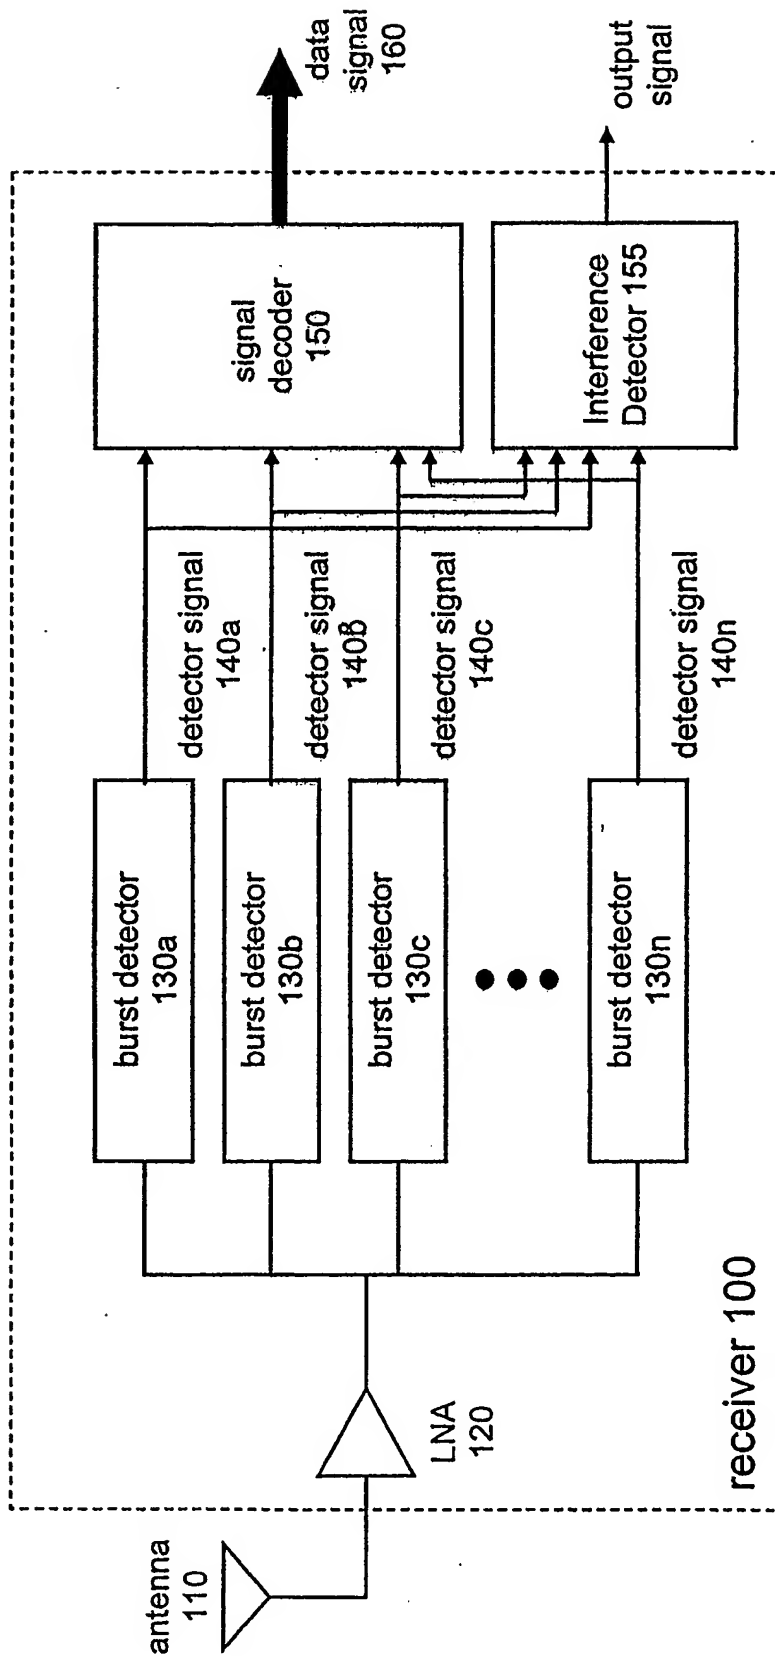 antenna
110
LNA
120
receiver 100
burst detector
130a
burst detector
130b
burst detector
130c
burst detector
130n
detector signal
140a
detector signal
140b
detector signal
140c
detector signal
140n
signal
decoder
150
Interference
Detector 155
data
signal
160
output
signal